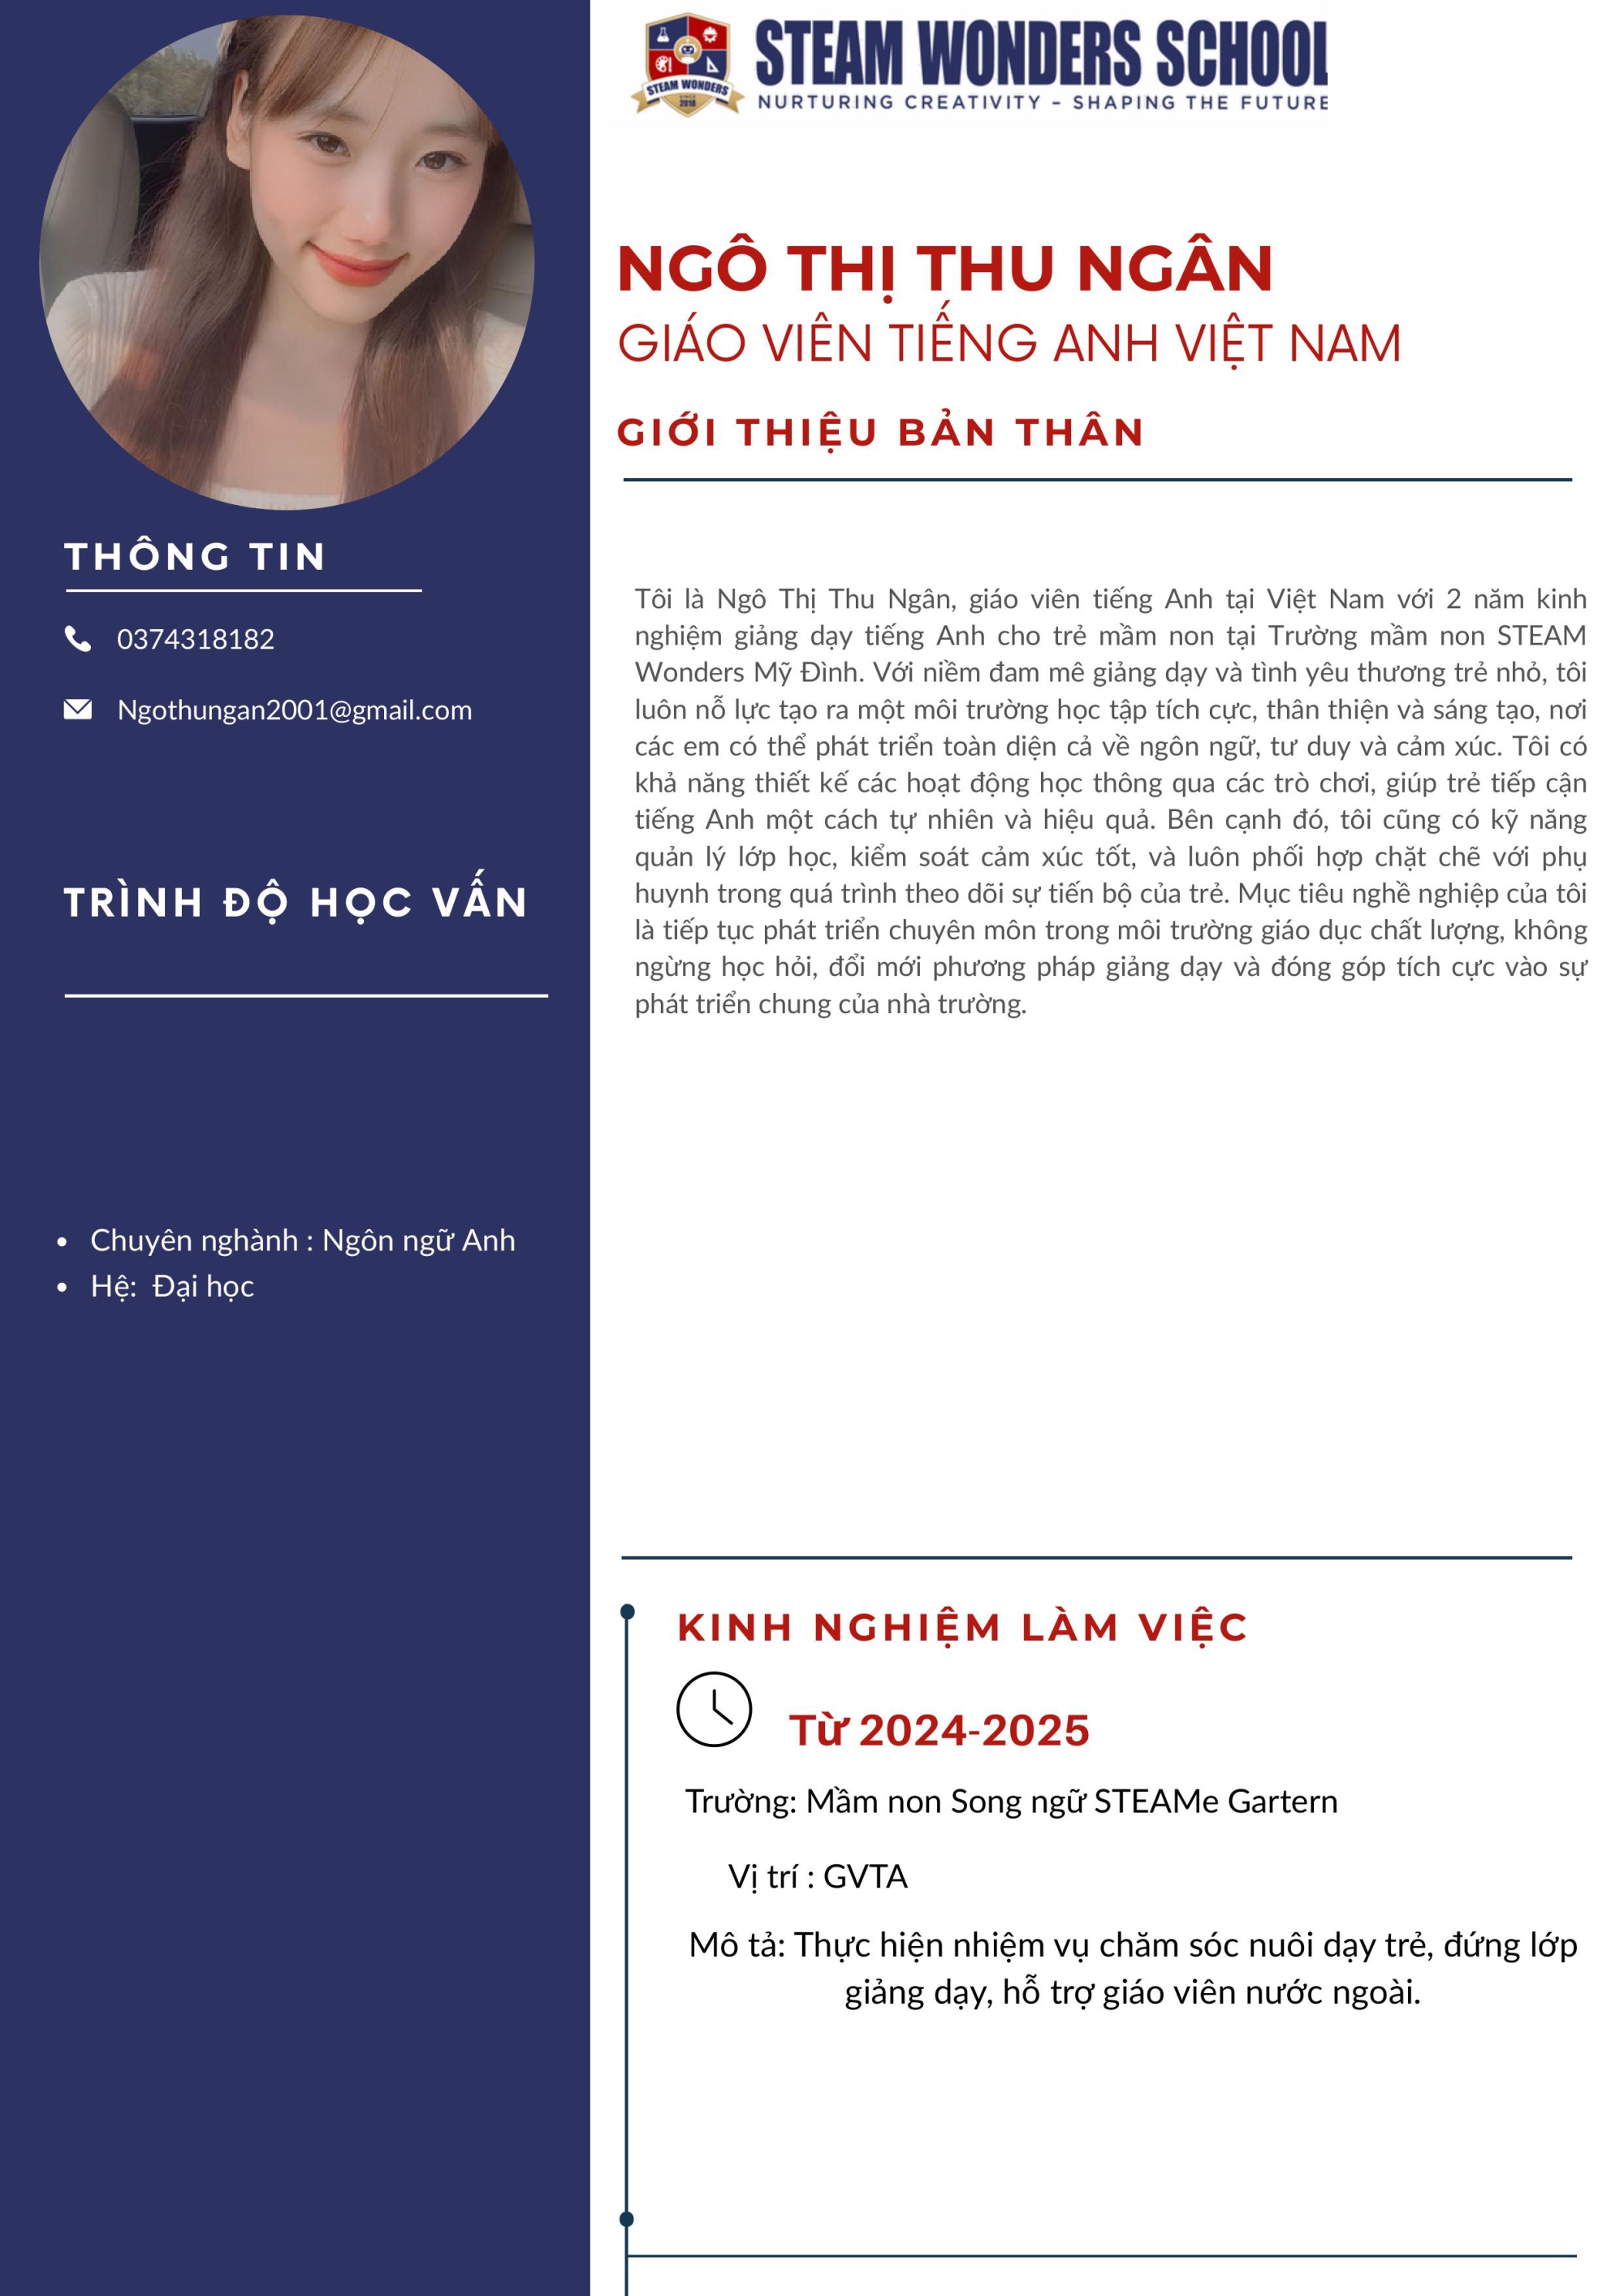 STEAM WONDERS
SINCE
2018
STEAM WONDERS SCHOOL
NURTURING CREATIVITY - SHAPING THE FUTURE
NGÔ THỊ THU NGÂN
GIÁO VIÊN TIẾNG ANH VIỆT NAM
GIỚI THIỆU BẢN THÂN
Tôi là Ngô Thị Thu Ngân, giáo viên tiếng Anh tại Việt Nam với 2 năm kinh
nghiệm giảng dạy tiếng Anh cho trẻ mầm non tại Trường mầm non STEAM
Wonders Mỹ Đình. Với niềm đam mê giảng dạy và tình yêu thương trẻ nhỏ, tôi
luôn nỗ lực tạo ra một môi trường học tập tích cực, thân thiện và sáng tạo, nơi
các em có thể phát triển toàn diện cả về ngôn ngữ, tư duy và cảm xúc. Tôi có
khả năng thiết kế các hoạt động học thông qua các trò chơi, giúp trẻ tiếp cận
tiếng Anh một cách tự nhiên và hiệu quả. Bên cạnh đó, tôi cũng có kỹ năng
quản lý lớp học, kiểm soát cảm xúc tốt, và luôn phối hợp chặt chẽ với phụ
huynh trong quá trình theo dõi sự tiến bộ của trẻ. Mục tiêu nghề nghiệp của tôi
là tiếp tục phát triển chuyên môn trong môi trường giáo dục chất lượng, không
ngừng học hỏi, đổi mới phương pháp giảng dạy và đóng góp tích cực vào sự
phát triển chung của nhà trường.
THÔNG TIN
0374318182
Ngothungan2001@gmail.com
TRÌNH ĐỘ HỌC VẤN
• Chuyên nghành : Ngôn ngữ Anh
• Hệ: Đại học
KINH NGHIỆM LÀM VIỆC
Từ 2024-2025
Trường: Mầm non Song ngữ STEAMe Gartern
Vị trí : GVTA
Mô tả: Thực hiện nhiệm vụ chăm sóc nuôi dạy trẻ, đứng lớp
giảng dạy, hỗ trợ giáo viên nước ngoài.